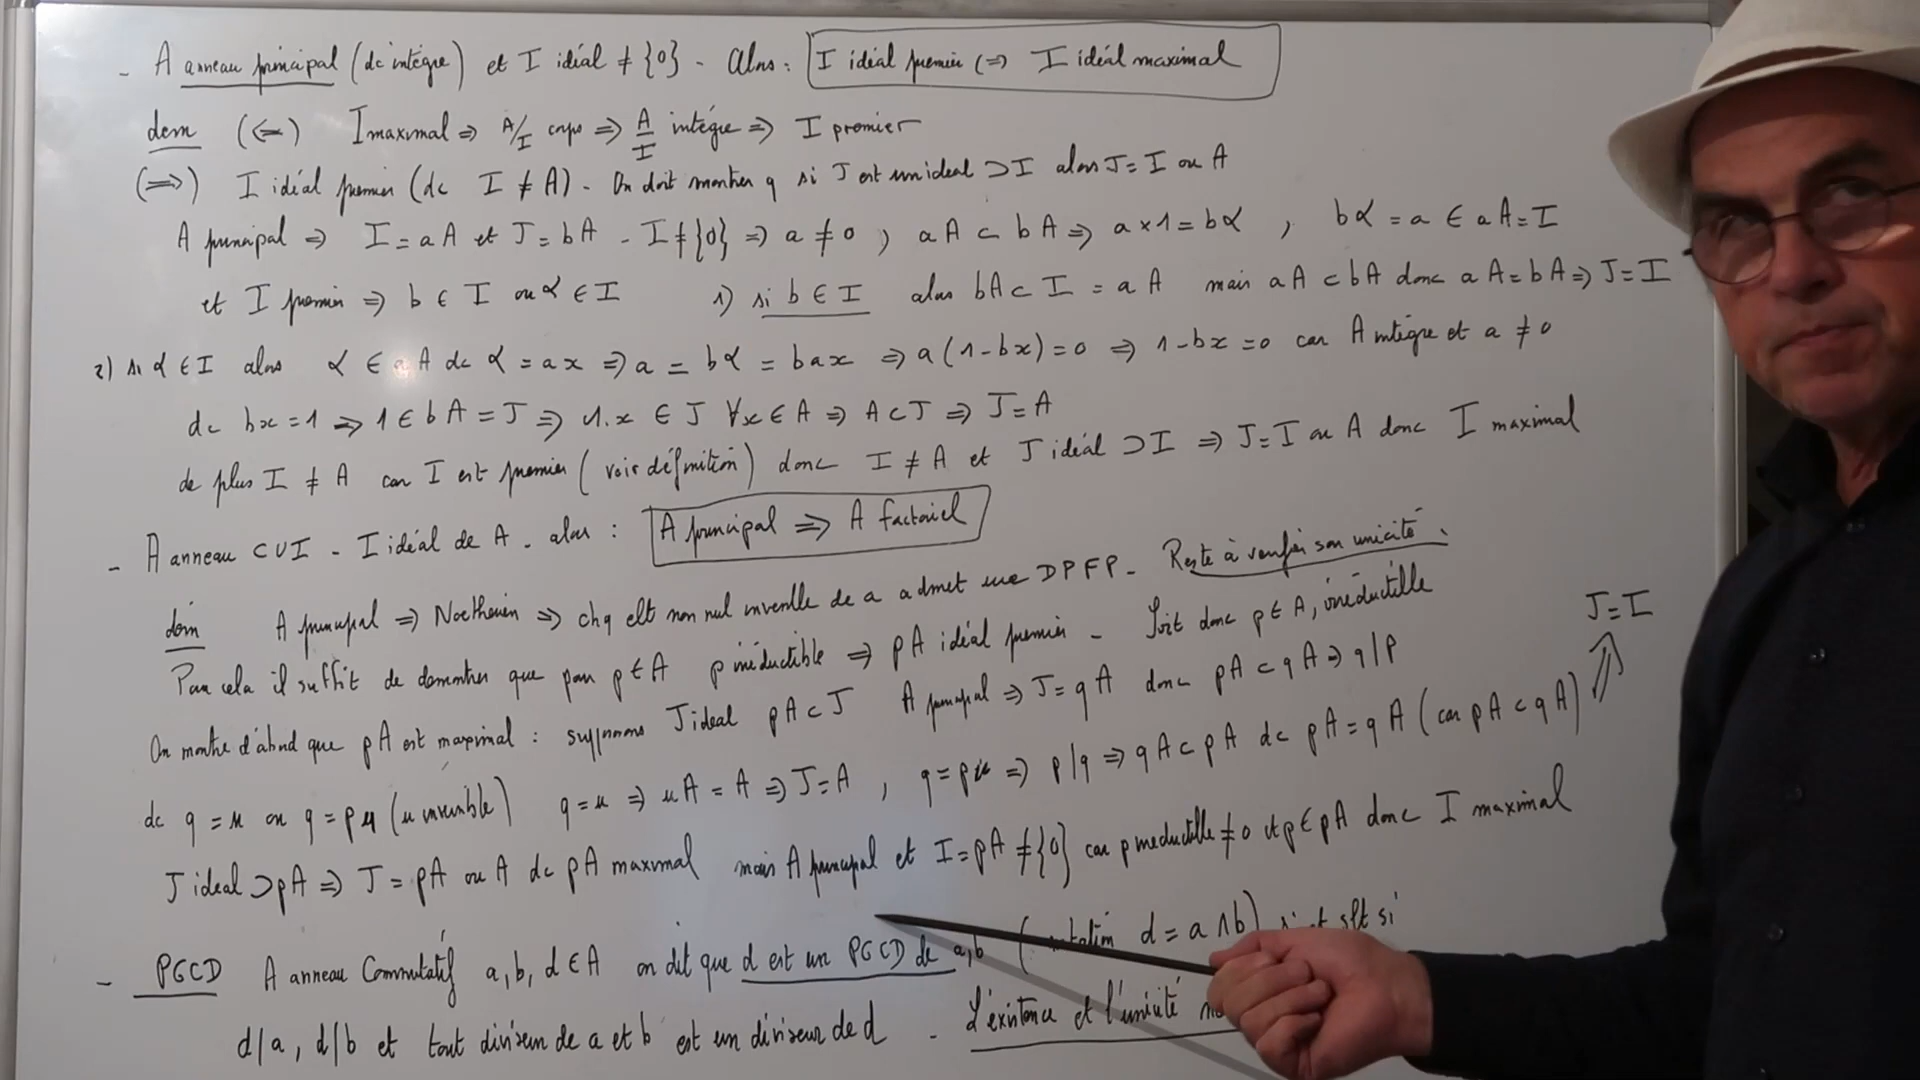 - A anneau principal (dc intègre) et I idéal ≠ {0} - Alors : I idéal premier ⟺ I idéal maximal
dem (⇐) I maximal ⇒ A/I corps ⇒ A/I intègre ⇒ I premier
(⇒) I idéal premier (dc I ≠ A) - On doit montrer q si J est un ideal ⊃ I alors J = I ou A
A principal ⇒ I = aA et J = bA - I ≠ {0} ⇒ a ≠ 0 ; aA ⊂ bA ⇒ a×1 = bα , bα = a ∈ aA = I
et I premier ⇒ b ∈ I ou α ∈ I 1) si b ∈ I alors bA ⊂ I = aA mais aA ⊂ bA donc aA = bA ⇒ J = I
2) si α ∈ I alors α ∈ aA dc α = ax ⇒ a = bα = bax ⇒ a(1-bx) = 0 ⇒ 1-bx = 0 car A intègre et a ≠ 0
dc bx = 1 ⇒ 1 ∈ bA = J ⇒ 1.x ∈ J ∀x ∈ A ⇒ A ⊂ J ⇒ J = A
de plus I ≠ A car I est premier (voir définition) donc I ≠ A et J idéal ⊃ I ⇒ J = I ou A donc I maximal
- A anneau CUI - I idéal de A - alors : A principal ⇒ A factoriel
dém A principal ⇒ Noetherien ⇒ chq elt non nul inversble de a admet une DPFP - Reste à vérifier son unicité.
Pour cela il suffit de demontrer que pour p ∈ A p irréductible ⇒ pA idéal premier - Soit donc p ∈ A, irréductible
On montre d'abord que pA est maximal : supposons J ideal pA ⊂ J A principal ⇒ J = qA donc pA ⊂ qA ⇒ q|p
dc q = u ou q = pu (u inversible) q = u ⇒ uA = A ⇒ J = A , q = pu ⇒ p|q ⇒ qA ⊂ pA dc pA = qA (car pA ⊂ qA) ⇒ J = I
J ideal ⊃ pA ⇒ J = pA ou A dc pA maximal mais A principal et I = pA ≠ {0} car p irreductible ≠ 0 et p ∈ pA donc I maximal
- PGCD A anneau Commutatif a, b, d ∈ A on dit que d est un PGCD de a, b ( d = a ∧ b) slt si
d|a, d|b et tout diviseur de a et b est un diviseur de d - L'existence et l'unicité